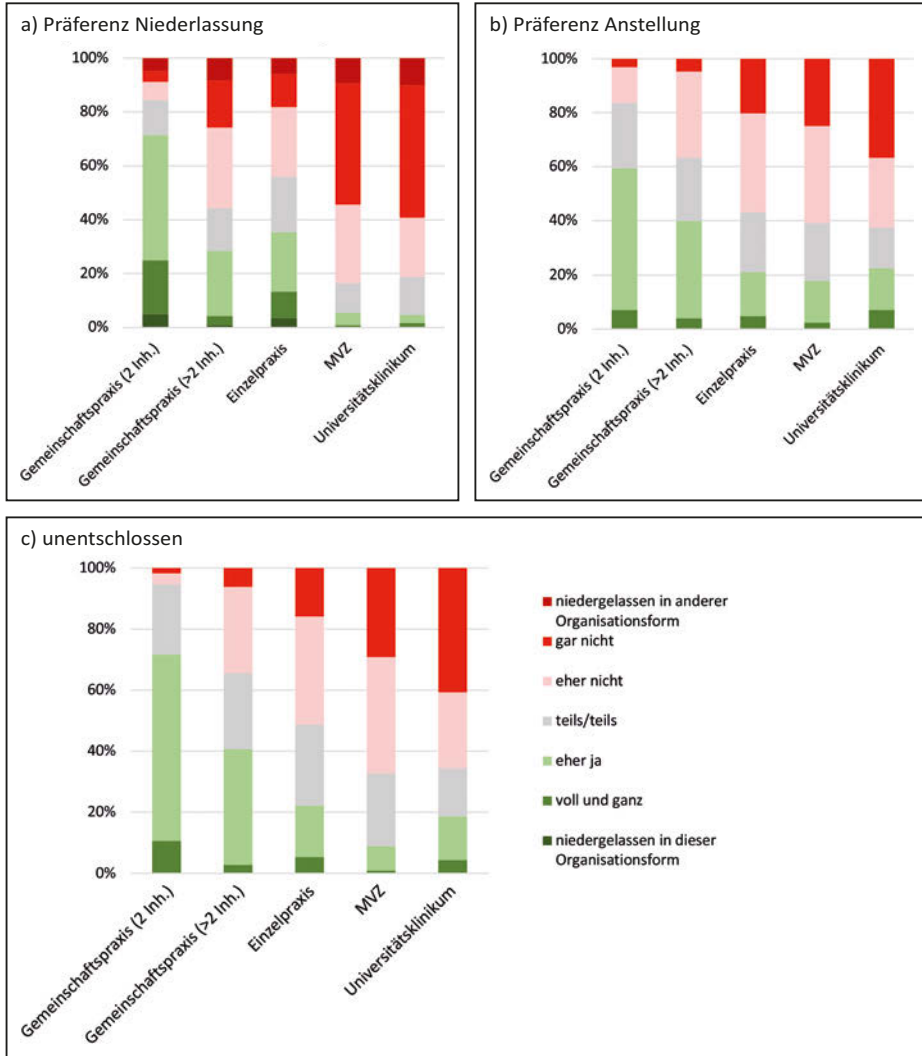 a) Präferenz Niederlassung
100%
80%
60%
40%
20%
0%
Gemeinschaftspraxis (2 Inh.)
Gemeinschaftspraxis (>2 Inh.)
Einzelpraxis
MVZ
Universitätsklinikum
b) Präferenz Anstellung
100%
80%
60%
40%
20%
0%
Gemeinschaftspraxis (2 Inh.)
Gemeinschaftspraxis (>2 Inh.)
Einzelpraxis
MVZ
Universitätsklinikum
c) unentschlossen
100%
80%
60%
40%
20%
0%
Gemeinschaftspraxis (2 Inh.)
Gemeinschaftspraxis (>2 Inh.)
Einzelpraxis
MVZ
Universitätsklinikum
niedergelassen in anderer
Organisationsform
gar nicht
eher nicht
teils/teils
eher ja
voll und ganz
niedergelassen in dieser
Organisationsform